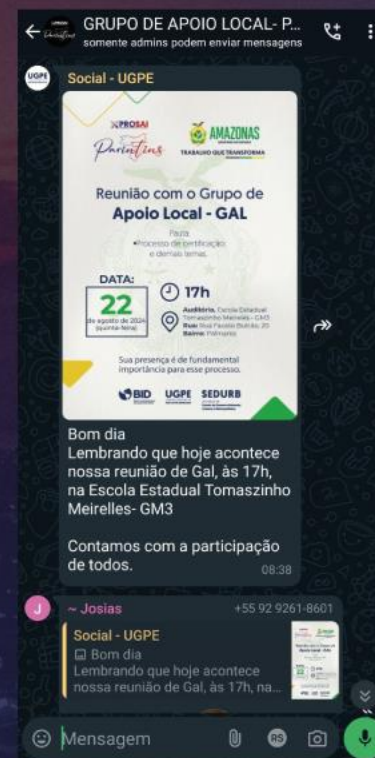 GRUPO DE APOIO LOCAL- P...
somente admins podem enviar mensagens
UGPE
Social - UGPE
PROSAI
Parintins
AMAZONAS
TRABALHO QUE TRANSFORMA
Reunião com o Grupo de
Apoio Local - GAL
Pauta:
•Processo de certificação;
e demais temas.
DATA:
22
de agosto de 2024
(quinta-feira)
17h
Auditório, Escola Estadual
Tomaszinho Meirelles - GM3
Bairro: Palmares
Sua presença é de fundamental
importância para esse processo.
BID UGPE SEDURB
Bom dia
Lembrando que hoje acontece
nossa reunião de Gal, às 17h,
na Escola Estadual Tomaszinho
Meirelles- GM3
Contamos com a participação
de todos.
08:38
J
~ Josias +55 92 9261-8601
Social - UGPE
Bom dia
Lembrando que hoje acontece
nossa reunião de Gal, às 17h, na...
Mensagem
RS